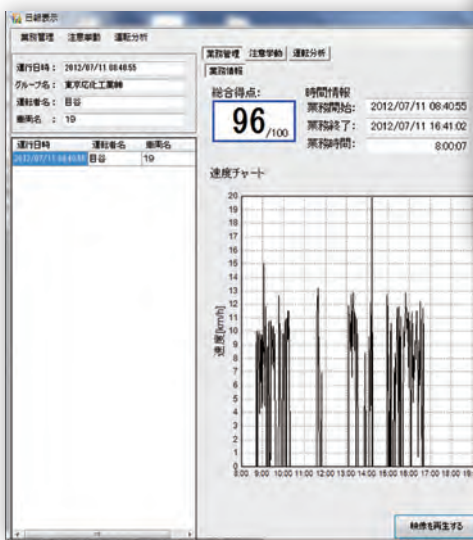 日報表示
業務管理 注意挙動 運転分析
運行日時： 2012/07/11 08:40:55
グループ名： 東京応化工業㈱
運転者名： 目谷
車両名 ： 19
運行日時 運転者名 車両名
2012/07/11 08:40:55 目谷 19
業務管理 注意挙動 運転分析
業務情報
総合得点：
96/100
時間情報
業務開始： 2012/07/11 08:40:55
業務終了： 2012/07/11 16:41:02
業務時間： 8:00:07
速度チャート
速度[km/h]
20
19
18
17
16
15
14
13
12
11
10
9
8
7
6
5
4
3
2
1
0
8:00 9:00 10:00 11:00 12:00 13:00 14:00 15:00 16:00 17:00 18:00
映像を再生する